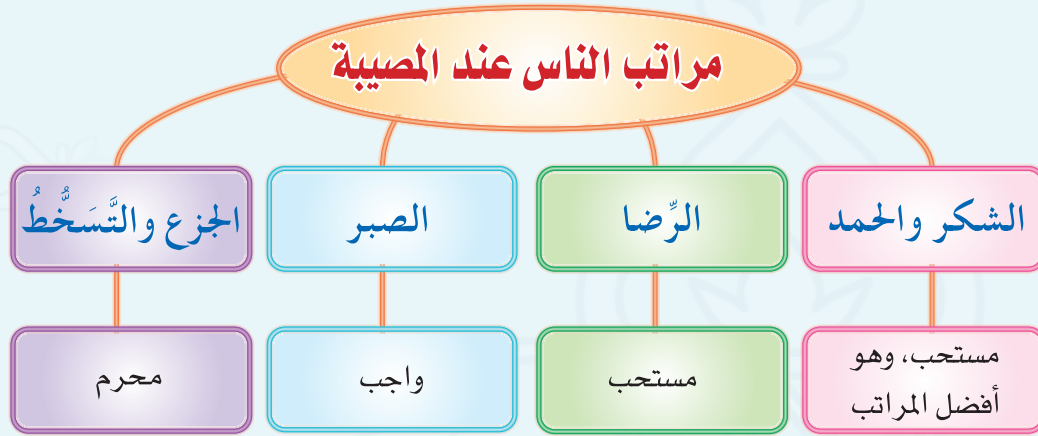 مراتب الناس عند المصيبة
الشكر والحمد
الرِّضا
الصبر
الجزع والتَّسَخُّطُ
مستحب، وهو
أفضل المراتب
مستحب
واجب
محرم